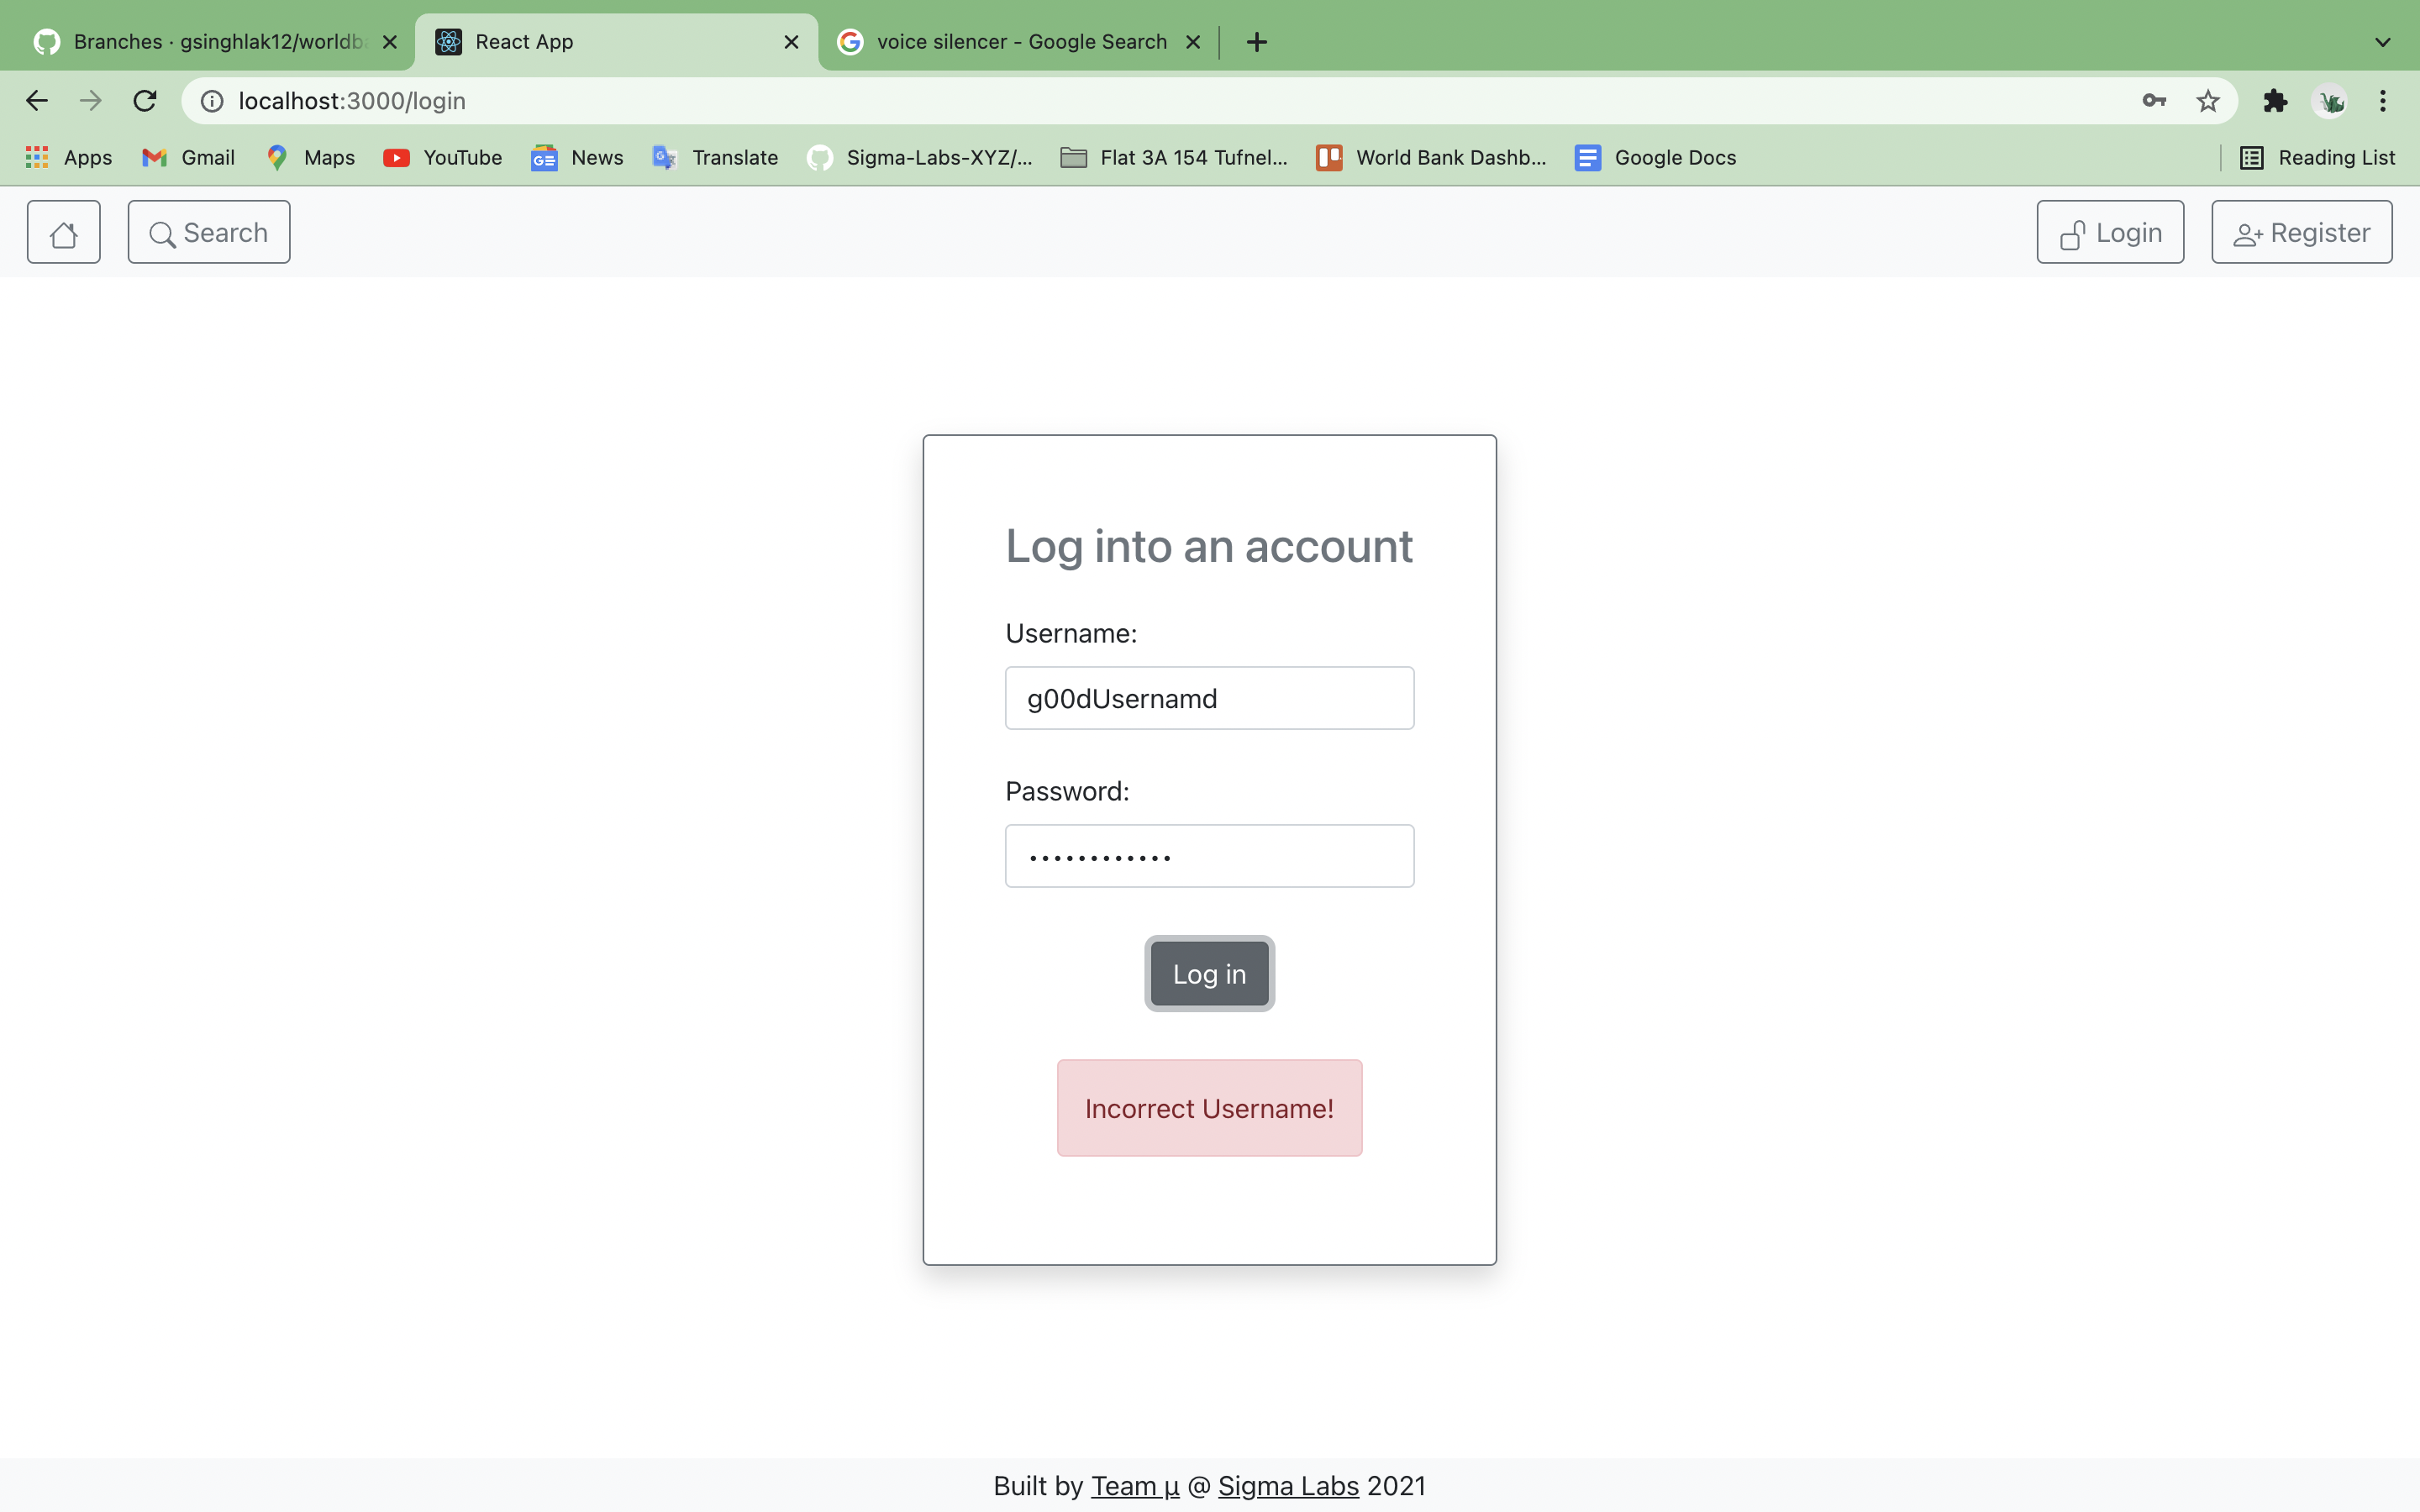 Branches · gsinghlak12/worldba
React App
voice silencer - Google Search
localhost:3000/login
Apps
Gmail
Maps
YouTube
News
Translate
Sigma-Labs-XYZ/...
Flat 3A 154 Tufnel...
World Bank Dashb...
Google Docs
Reading List
Search
Login
Register
Log into an account
Username:
g00dUsernamd
Password:
Log in
Incorrect Username!
Built by Team µ @ Sigma Labs 2021